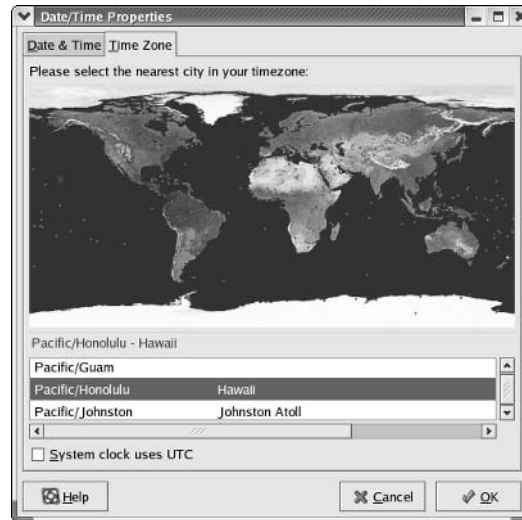 Date/Time Properties
Date & Time Time Zone
Please select the nearest city in your timezone:
Pacific/Honolulu - Hawaii
Pacific/Guam
Pacific/Honolulu Hawaii
Pacific/Johnston Johnston Atoll
System clock uses UTC
Help Cancel OK